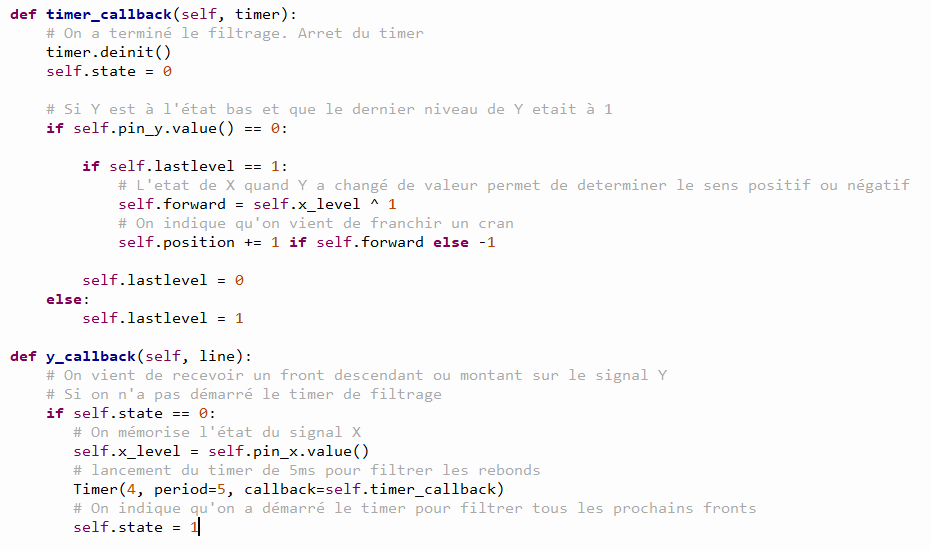 def timer_callback(self, timer):
    # On a terminé le filtrage. Arret du timer
    timer.deinit()
    self.state = 0

    # Si Y est à l'état bas et que le dernier niveau de Y etait à 1
    if self.pin_y.value() == 0:

        if self.lastlevel == 1:
            # L'etat de X quand Y a changé de valeur permet de determiner le sens positif ou négatif
            self.forward = self.x_level ^ 1
            # On indique qu'on vient de franchir un cran
            self.position += 1 if self.forward else -1

        self.lastlevel = 0
    else:
        self.lastlevel = 1

def y_callback(self, line):
    # On vient de recevoir un front descendant ou montant sur le signal Y
    # Si on n'a pas démarré le timer de filtrage
    if self.state == 0:
       # On mémorise l'état du signal X
       self.x_level = self.pin_x.value()
       # lancement du timer de 5ms pour filtrer les rebonds
       Timer(4, period=5, callback=self.timer_callback)
       # On indique qu'on a démarré le timer pour filtrer tous les prochains fronts
       self.state = 1